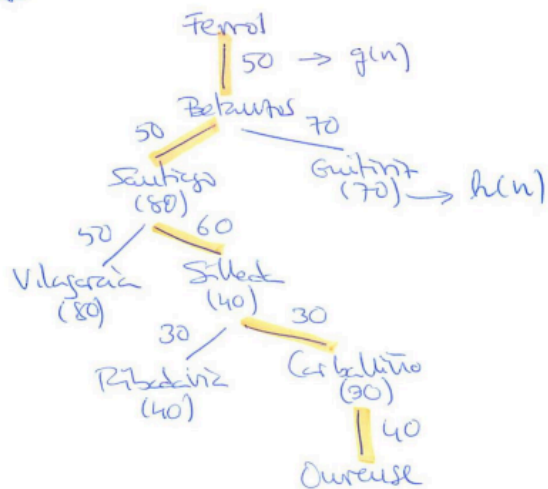 Ferrol
50 → g(n)
Betanzos
50 70
Santiago
(80)
Guitiriz
(70) → h(n)
50 60
Vilagarcía
(80)
Silleda
(40)
30 30
Ribadavia
(40)
Carballiño
(30)
40
Ourense